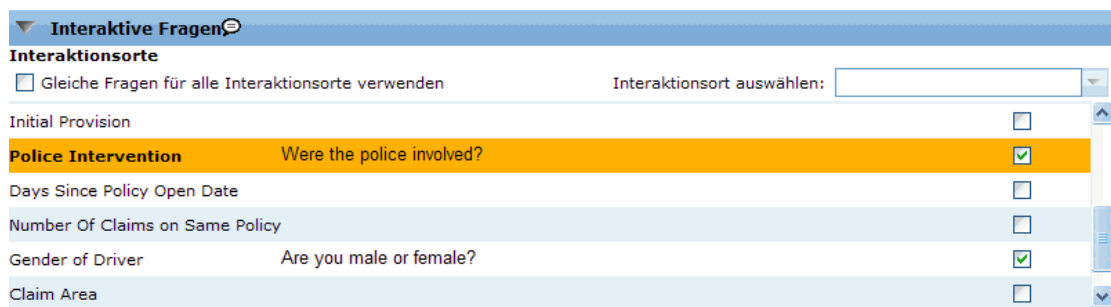 Interaktive Fragen
Interaktionsorte
Gleiche Fragen für alle Interaktionsorte verwenden Interaktionsort auswählen:
Initial Provision
Police Intervention Were the police involved?
Days Since Policy Open Date
Number Of Claims on Same Policy
Gender of Driver Are you male or female?
Claim Area